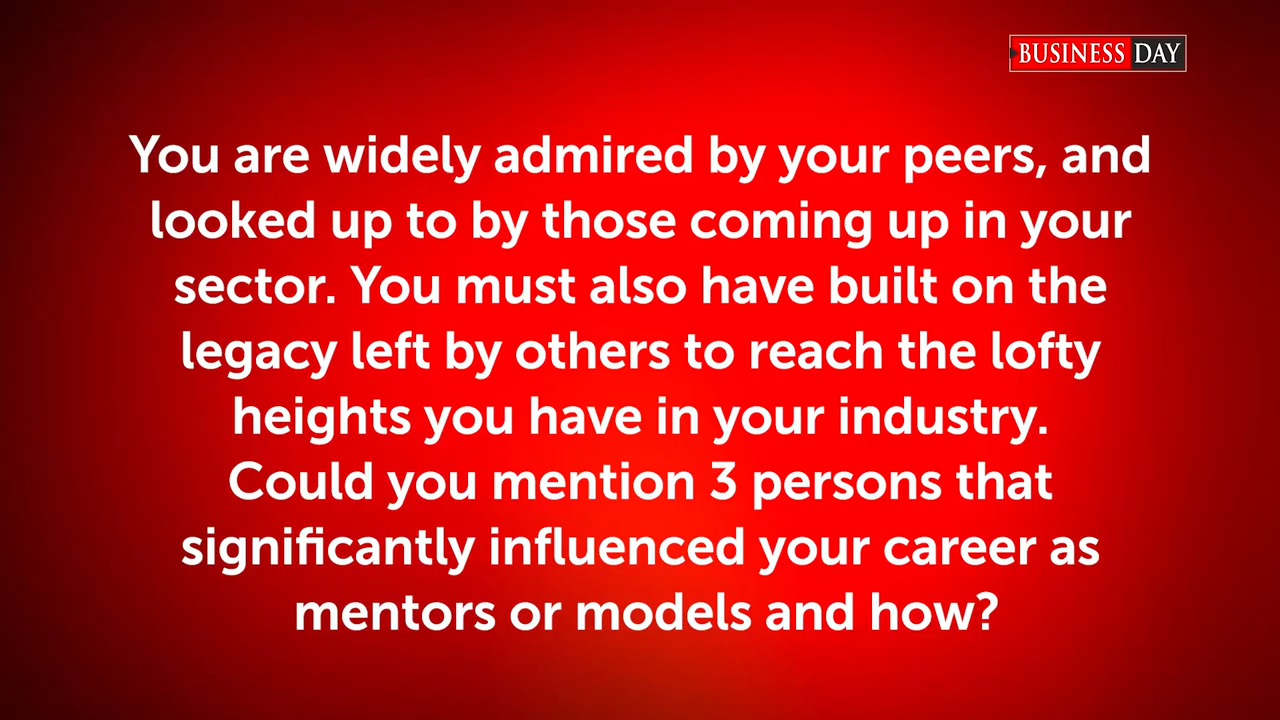 BUSINESS DAY
You are widely admired by your peers, and
looked up to by those coming up in your
sector. You must also have built on the
legacy left by others to reach the lofty
heights you have in your industry.
Could you mention 3 persons that
significantly influenced your career as
mentors or models and how?